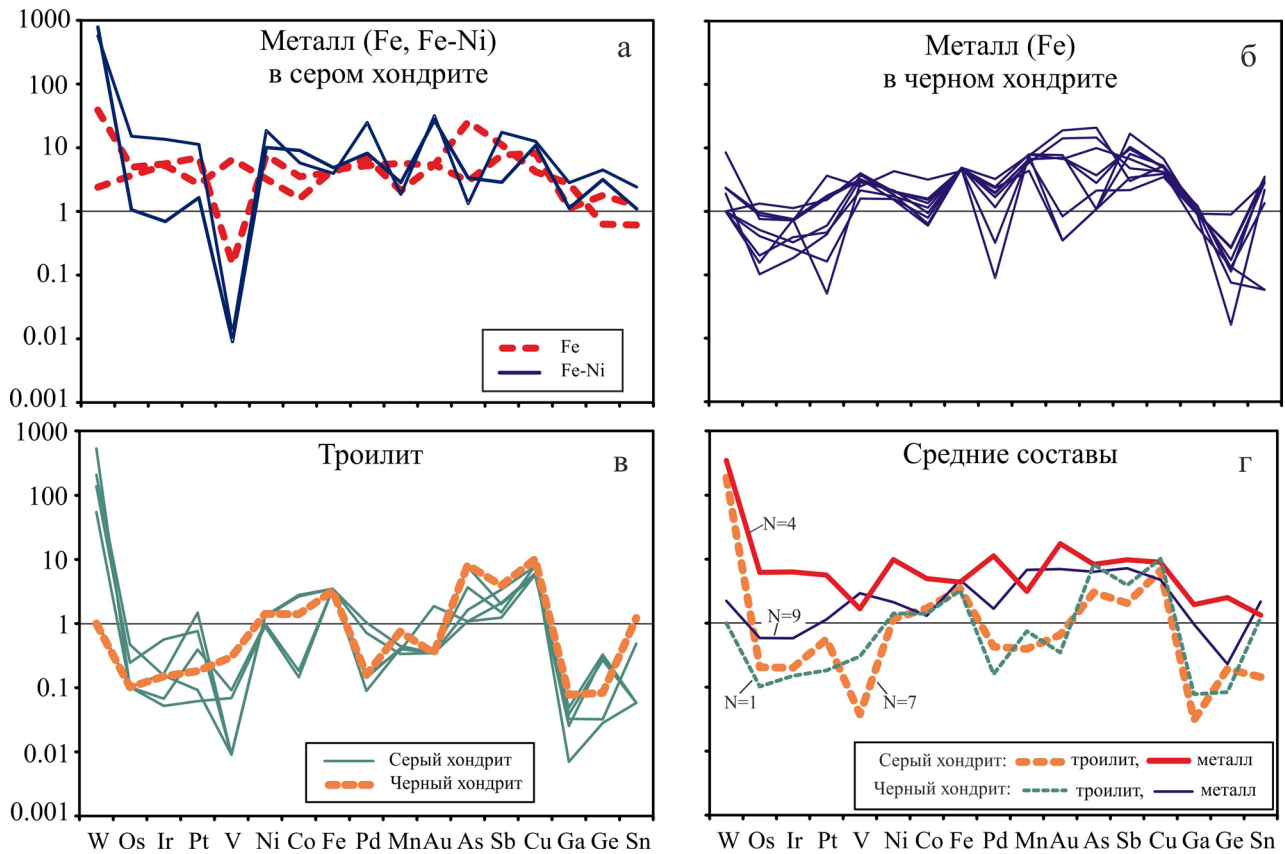 1000
100
10
1
0.1
0.01
0.001
Металл (Fe, Fe-Ni)
в сером хондрите
а
Fe
Fe-Ni
Металл (Fe)
в черном хондрите
б
1000
100
10
1
0.1
0.01
0.001
Троилит
в
Серый хондрит
Черный хондрит
W Os Ir Pt V Ni Co Fe Pd Mn Au As Sb Cu Ga Ge Sn
Средние составы
г
N=4
N=9
N=1
N=7
Серый хондрит: троилит, металл
Черный хондрит: троилит, металл
W Os Ir Pt V Ni Co Fe Pd Mn Au As Sb Cu Ga Ge Sn